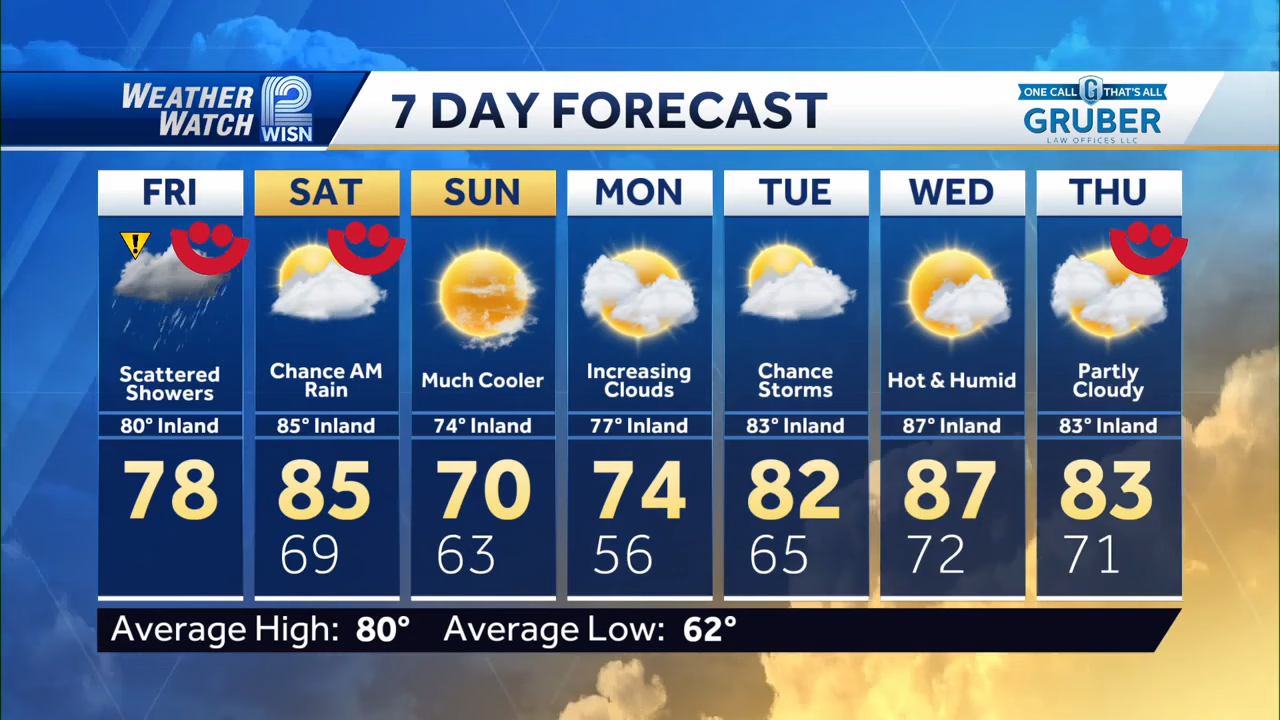 WEATHER WATCH 12 WISN
7 DAY FORECAST
ONE CALL G THAT'S ALL
GRUBER
LAW OFFICES LLC
FRI SAT SUN MON TUE WED THU
!
Scattered Showers
Chance AM Rain
Much Cooler
Increasing Clouds
Chance Storms
Hot & Humid
Partly Cloudy
80° Inland 85° Inland 74° Inland 77° Inland 83° Inland 87° Inland 83° Inland
78 85 70 74 82 87 83
69 63 56 65 72 71
Average High: 80° Average Low: 62°